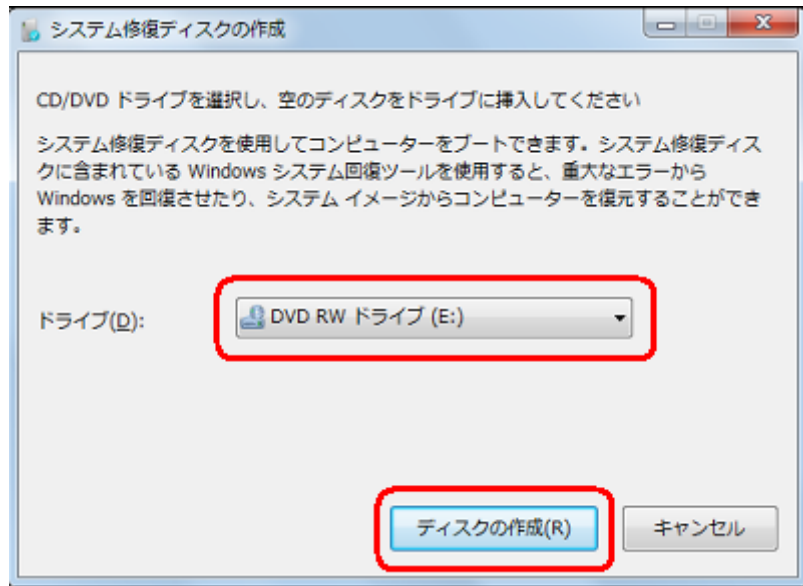 システム修復ディスクの作成
CD/DVD ドライブを選択し、空のディスクをドライブに挿入してください
システム修復ディスクを使用してコンピューターをブートできます。システム修復ディス
クに含まれている Windows システム回復ツールを使用すると、重大なエラーから
Windows を回復させたり、システム イメージからコンピューターを復元することができ
ます。
ドライブ(D): DVD RW ドライブ (E:)
ディスクの作成(R) キャンセル